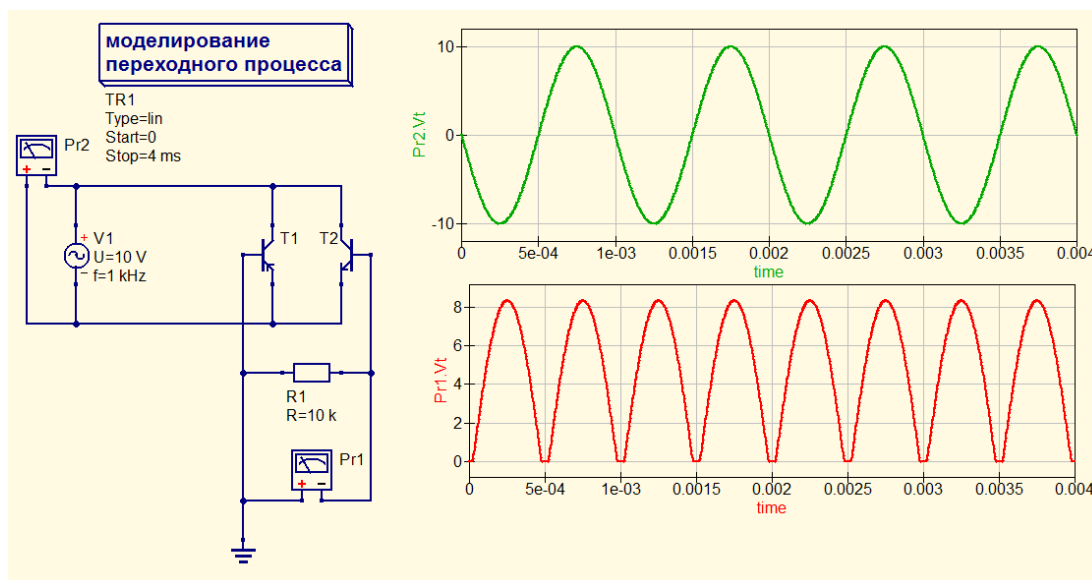 моделирование
переходного процесса
TR1
Type=lin
Start=0
Stop=4 ms
Pr2
V1
U=10 V
f=1 kHz
T1
T2
R1
R=10 k
Pr1
10
0
-10
Pr2.Vt
0 5e-04 1e-03 0.0015 0.002 0.0025 0.003 0.0035 0.004
time
8
6
4
2
0
Pr1.Vt
0 5e-04 1e-03 0.0015 0.002 0.0025 0.003 0.0035 0.004
time